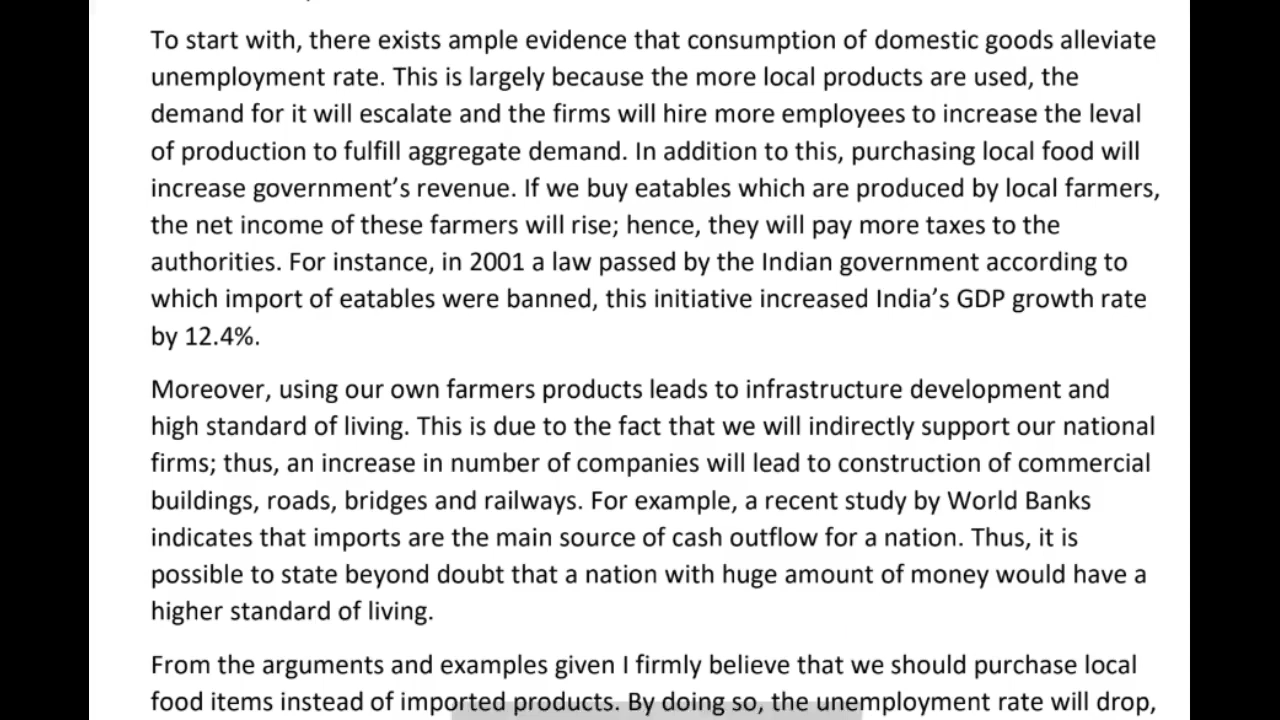 To start with, there exists ample evidence that consumption of domestic goods alleviate
unemployment rate. This is largely because the more local products are used, the
demand for it will escalate and the firms will hire more employees to increase the leval
of production to fulfill aggregate demand. In addition to this, purchasing local food will
increase government’s revenue. If we buy eatables which are produced by local farmers,
the net income of these farmers will rise; hence, they will pay more taxes to the
authorities. For instance, in 2001 a law passed by the Indian government according to
which import of eatables were banned, this initiative increased India’s GDP growth rate
by 12.4%.
Moreover, using our own farmers products leads to infrastructure development and
high standard of living. This is due to the fact that we will indirectly support our national
firms; thus, an increase in number of companies will lead to construction of commercial
buildings, roads, bridges and railways. For example, a recent study by World Banks
indicates that imports are the main source of cash outflow for a nation. Thus, it is
possible to state beyond doubt that a nation with huge amount of money would have a
higher standard of living.
From the arguments and examples given I firmly believe that we should purchase local
food items instead of imported products. By doing so, the unemployment rate will drop,